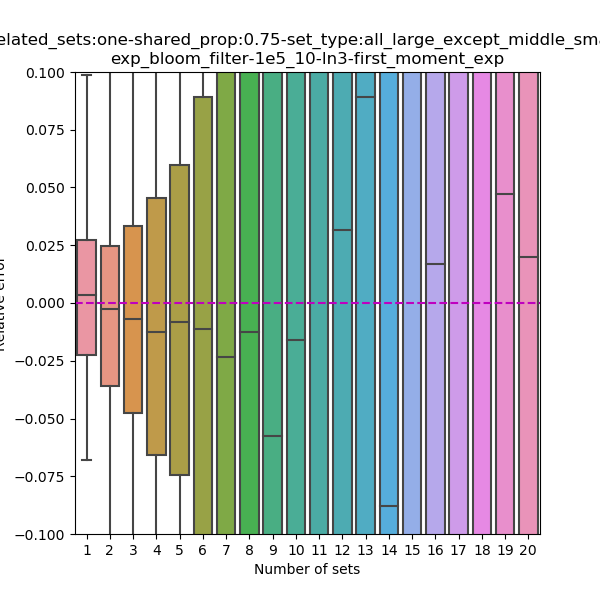 elated_sets:one-shared_prop:0.75-set_type:all_large_except_middle_sma
exp_bloom_filter-1e5_10-ln3-first_moment_exp
0.100
0.075
0.050
0.025
0.000
−0.025
−0.050
−0.075
−0.100
Relative error
1 2 3 4 5 6 7 8 9 10 11 12 13 14 15 16 17 18 19 20
Number of sets